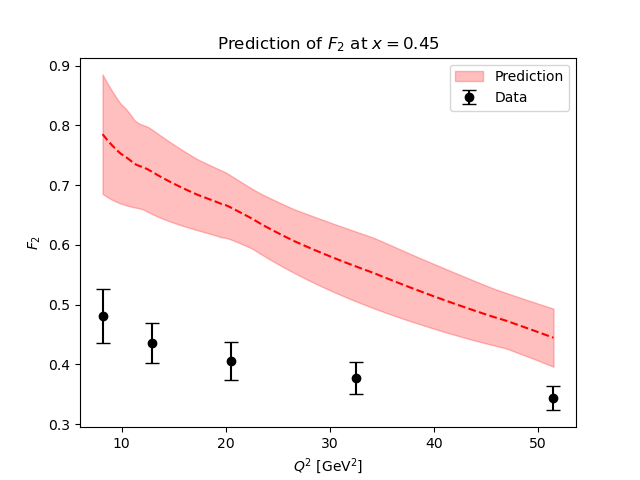 Prediction of F₂ at x = 0.45
0.9
0.8
0.7
0.6
0.5
0.4
0.3
F₂
Prediction
Data
10
20
30
40
50
Q² [GeV²]